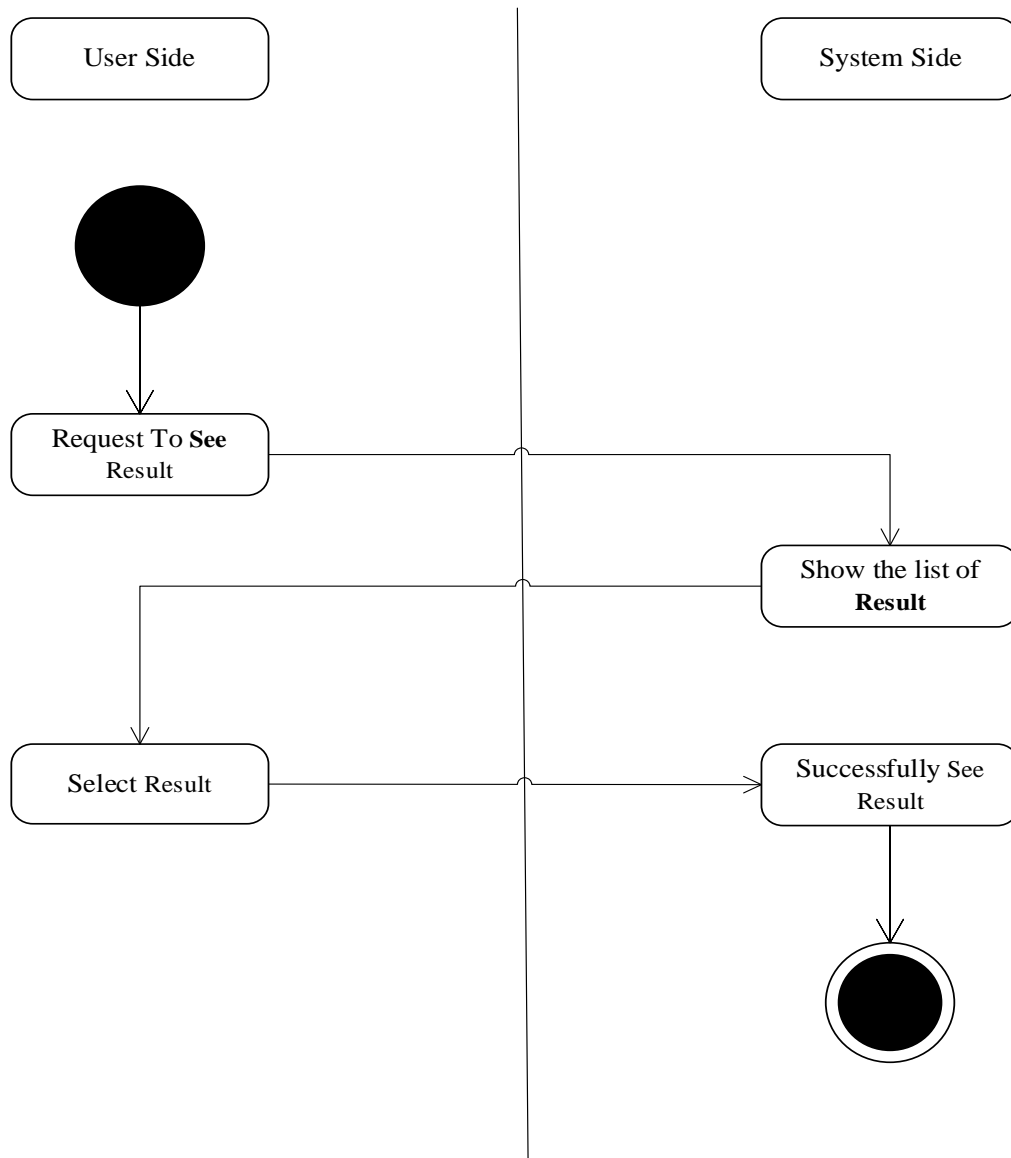 User Side
System Side
Request To See
Result
Show the list of
Result
Select Result
Successfully See
Result